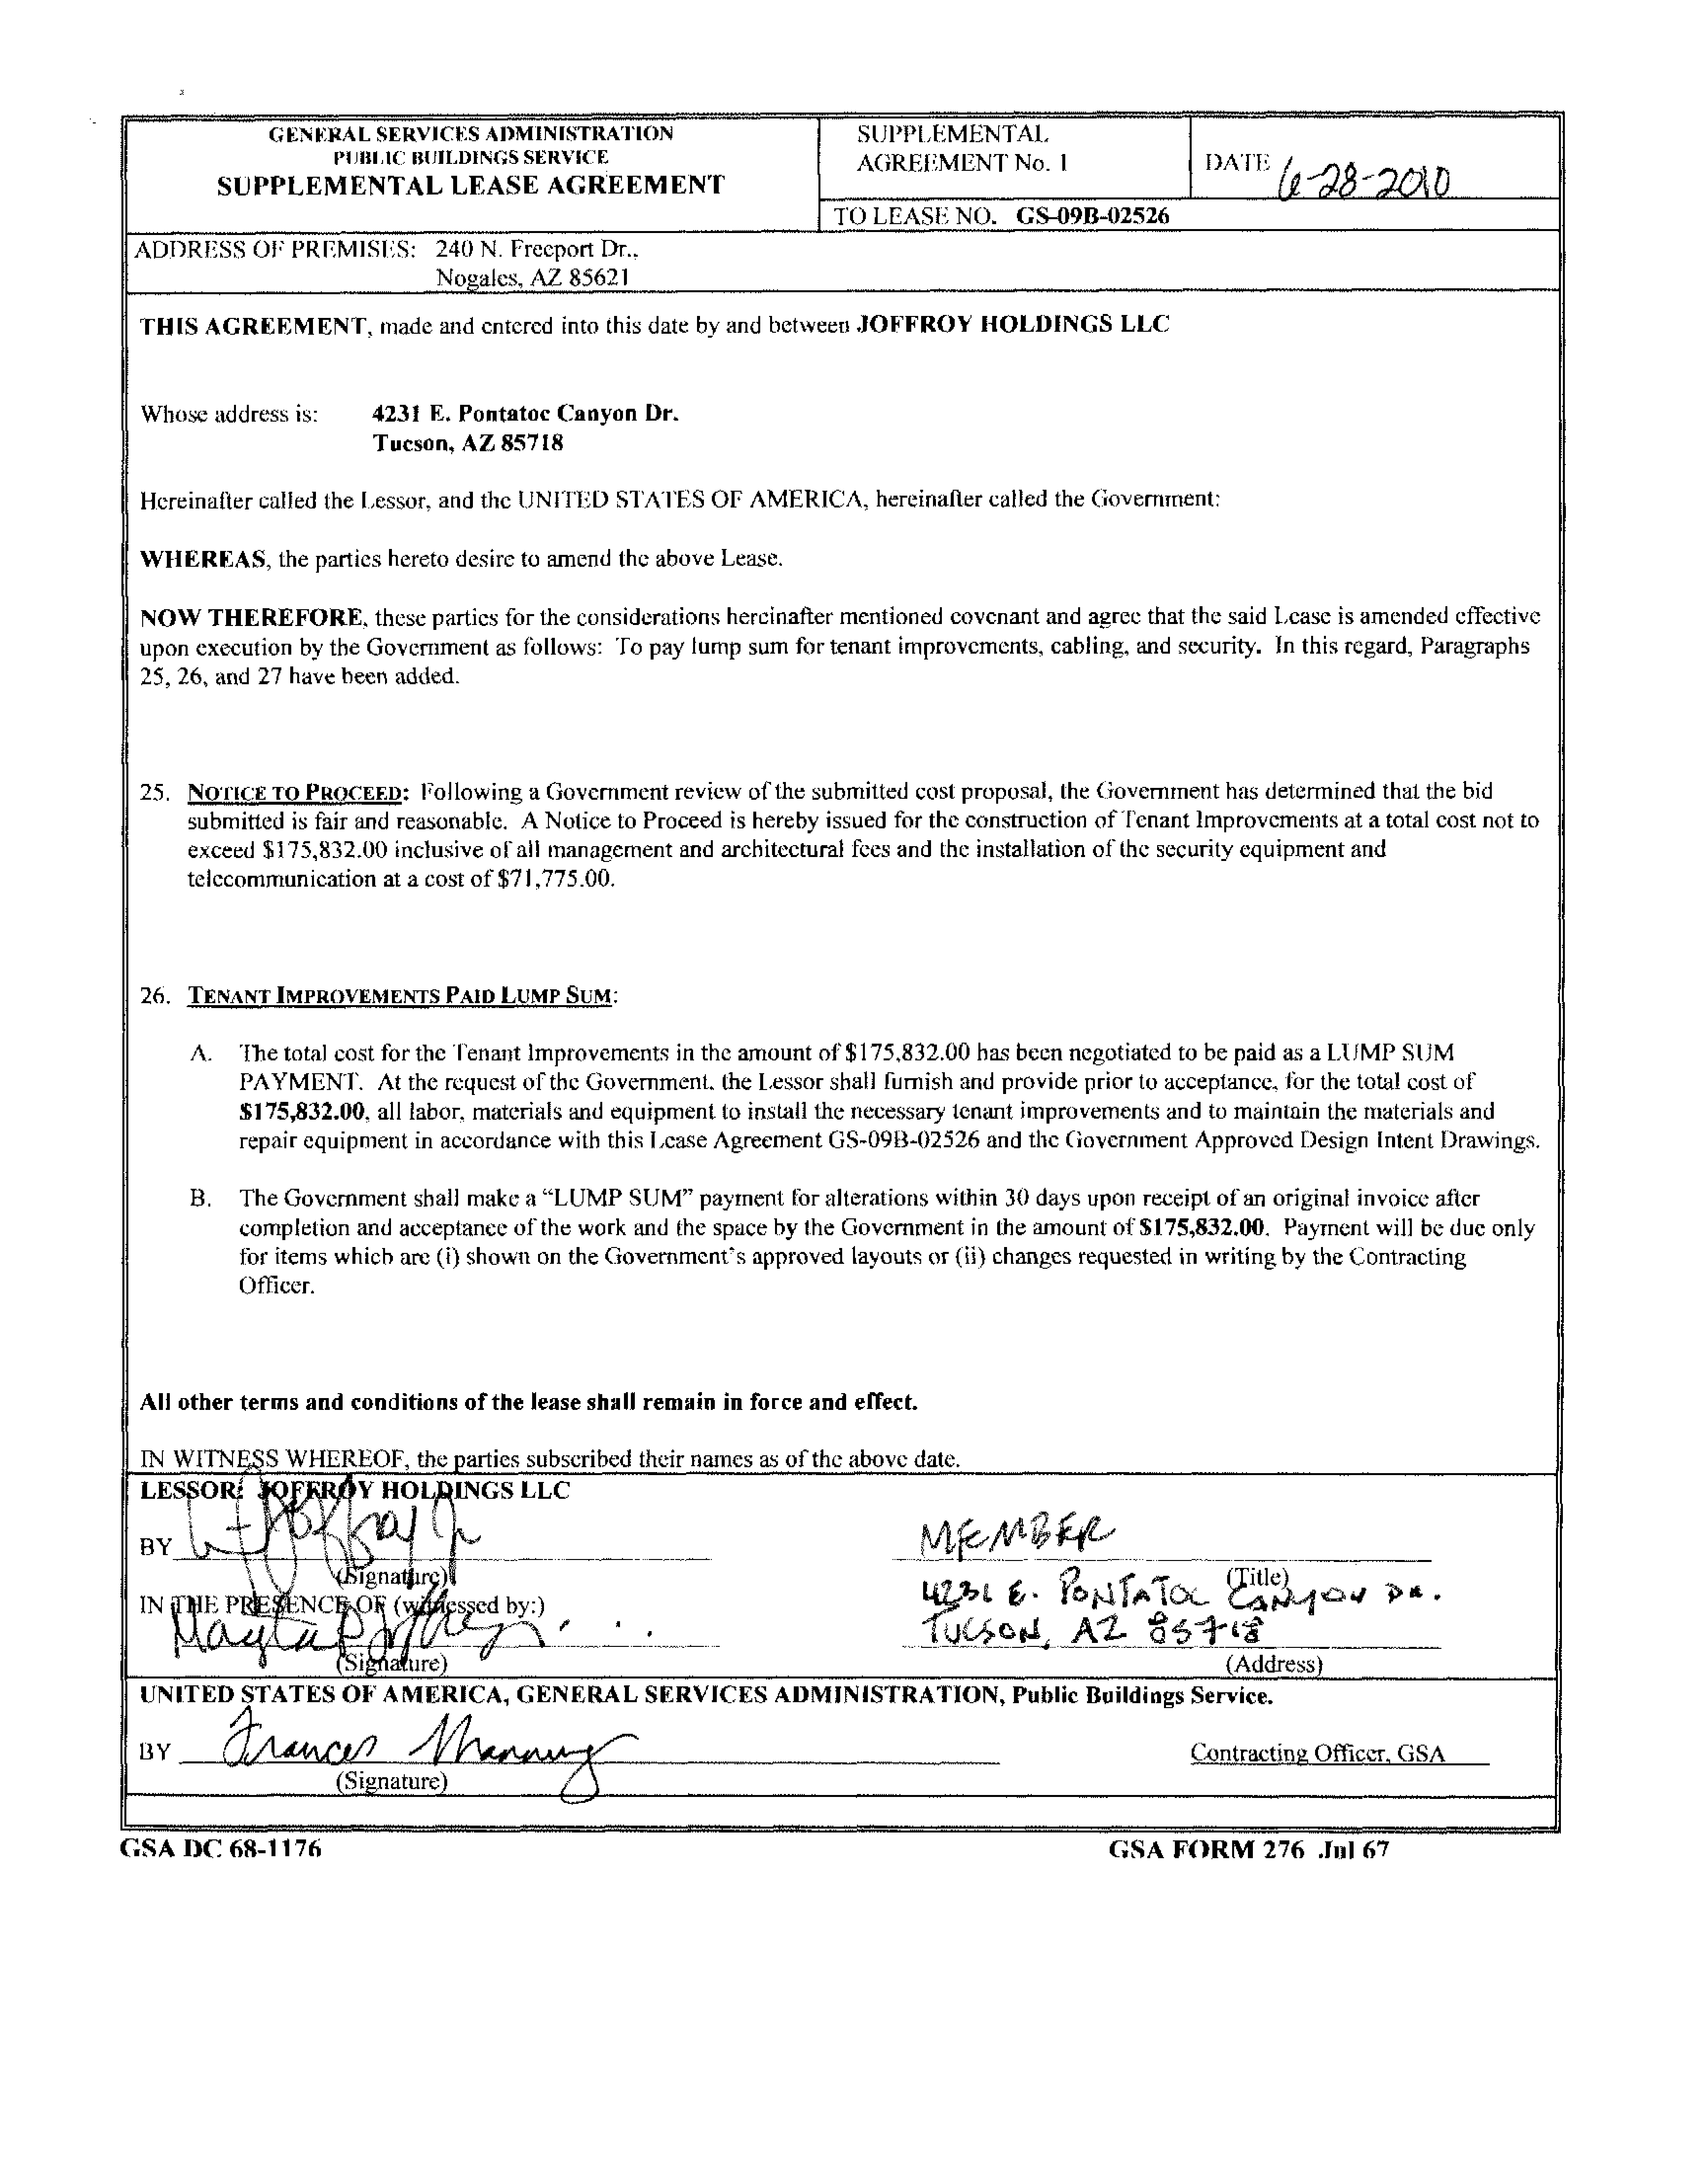 GENERAL SERVICES ADMINISTRATION
PUBLIC BUILDINGS SERVICE
SUPPLEMENTAL LEASE AGREEMENT
SUPPLEMENTAL
AGREEMENT No. 1
DATE 6-28-2010
TO LEASE NO. GS-09B-02526
ADDRESS OF PREMISES: 240 N. Freeport Dr.,
Nogales, AZ 85621
THIS AGREEMENT, made and entered into this date by and between JOFFROY HOLDINGS LLC
Whose address is: 4231 E. Pontatoc Canyon Dr.
Tucson, AZ 85718
Hereinafter called the Lessor, and the UNITED STATES OF AMERICA, hereinafter called the Government:
WHEREAS, the parties hereto desire to amend the above Lease.
NOW THEREFORE, these parties for the considerations hereinafter mentioned covenant and agree that the said Lease is amended effective
upon execution by the Government as follows: To pay lump sum for tenant improvements, cabling, and security. In this regard, Paragraphs
25, 26, and 27 have been added.
25. NOTICE TO PROCEED: Following a Government review of the submitted cost proposal, the Government has determined that the bid
submitted is fair and reasonable. A Notice to Proceed is hereby issued for the construction of Tenant Improvements at a total cost not to
exceed $175,832.00 inclusive of all management and architectural fees and the installation of the security equipment and
telecommunication at a cost of $71,775.00.
26. TENANT IMPROVEMENTS PAID LUMP SUM:
A. The total cost for the Tenant Improvements in the amount of $175,832.00 has been negotiated to be paid as a LUMP SUM
PAYMENT. At the request of the Government, the Lessor shall furnish and provide prior to acceptance, for the total cost of
$175,832.00, all labor, materials and equipment to install the necessary tenant improvements and to maintain the materials and
repair equipment in accordance with this Lease Agreement GS-09B-02526 and the Government Approved Design Intent Drawings.
B. The Government shall make a “LUMP SUM” payment for alterations within 30 days upon receipt of an original invoice after
completion and acceptance of the work and the space by the Government in the amount of $175,832.00. Payment will be due only
for items which are (i) shown on the Government's approved layouts or (ii) changes requested in writing by the Contracting
Officer.
All other terms and conditions of the lease shall remain in force and effect.
IN WITNESS WHEREOF, the parties subscribed their names as of the above date.
LESSOR: JOFFROY HOLDINGS LLC
BY
MEMBER
(Signature)
(Title)
IN THE PRESENCE OF (witnessed by:)
4231 E. PONTATOC CANYON DR.
TUCSON, AZ 85718
(Signature)
(Address)
UNITED STATES OF AMERICA, GENERAL SERVICES ADMINISTRATION, Public Buildings Service.
BY Frances Manning
Contracting Officer, GSA
(Signature)
GSA DC 68-1176
GSA FORM 276 Jul 67